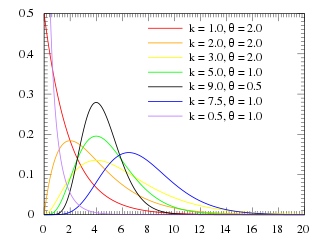 0.5
0.4
0.3
0.2
0.1
0
0 2 4 6 8 10 12 14 16 18 20
k = 1.0, θ = 2.0
k = 2.0, θ = 2.0
k = 3.0, θ = 2.0
k = 5.0, θ = 1.0
k = 9.0, θ = 0.5
k = 7.5, θ = 1.0
k = 0.5, θ = 1.0